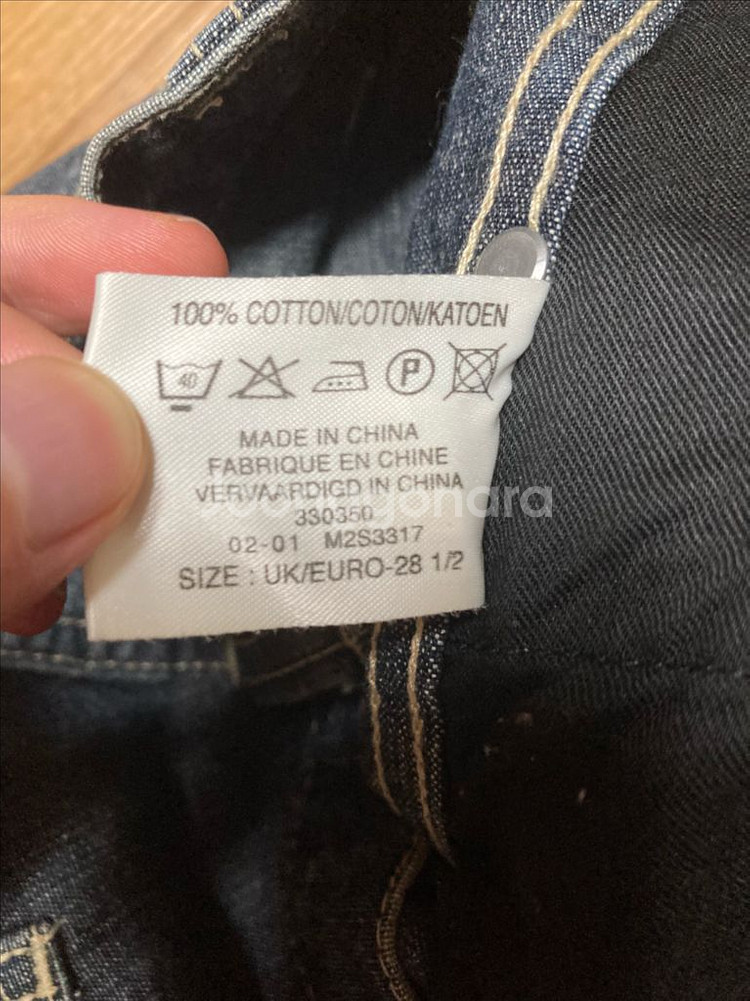 100% COTTON/COTON/KATOEN
40 P
MADE IN CHINA
FABRIQUE EN CHINE
VERVAARDIGD IN CHINA
330350
02-01 M2S3317
SIZE : UK/EURO-28 1/2